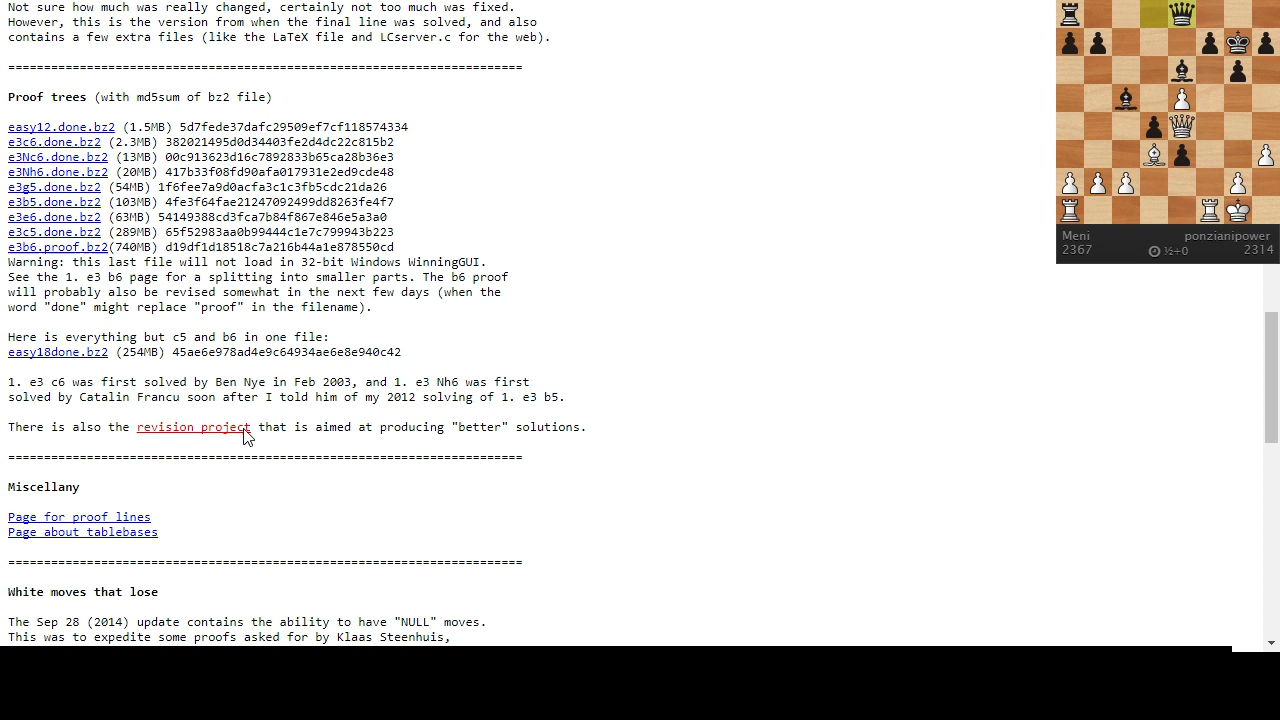 Not sure how much was really changed, certainly not too much was fixed.
However, this is the version from when the final line was solved, and also
contains a few extra files (like the LaTeX file and LCserver.c for the web).
========================================================================
Proof trees (with md5sum of bz2 file)
easy12.done.bz2 (1.5MB) 5d7fede37dafc29509ef7cf118574334
e3c6.done.bz2 (2.3MB) 382021495d0d34403fe2d4dc22c815b2
e3Nc6.done.bz2 (13MB) 00c913623d16c7892833b65ca28b36e3
e3Nh6.done.bz2 (20MB) 417b33f08fd90afa017931e2ed9cde48
e3g5.done.bz2 (54MB) 1f6fee7a9d0acfa3c1c3fb5cdc21da26
e3b5.done.bz2 (103MB) 4fe3f64fae21247092499dd8263fe4f7
e3e6.done.bz2 (63MB) 54149388cd3fca7b84f867e846e5a3a0
e3c5.done.bz2 (289MB) 65f52983aa0b99444c1e7c799943b223
e3b6.proof.bz2(740MB) d19df1d18518c7a216b44a1e878550cd
Warning: this last file will not load in 32-bit Windows WinningGUI.
See the 1. e3 b6 page for a splitting into smaller parts. The b6 proof
will probably also be revised somewhat in the next few days (when the
word "done" might replace "proof" in the filename).
Here is everything but c5 and b6 in one file:
easy18done.bz2 (254MB) 45ae6e978ad4e9c64934ae6e8e940c42
1. e3 c6 was first solved by Ben Nye in Feb 2003, and 1. e3 Nh6 was first
solved by Catalin Francu soon after I told him of my 2012 solving of 1. e3 b5.
There is also the revision project that is aimed at producing "better" solutions.
========================================================================
Miscellany
Page for proof lines
Page about tablebases
========================================================================
White moves that lose
The Sep 28 (2014) update contains the ability to have "NULL" moves.
This was to expedite some proofs asked for by Klaas Steenhuis,
Meni ponzianipower
2367 ½+0 2314